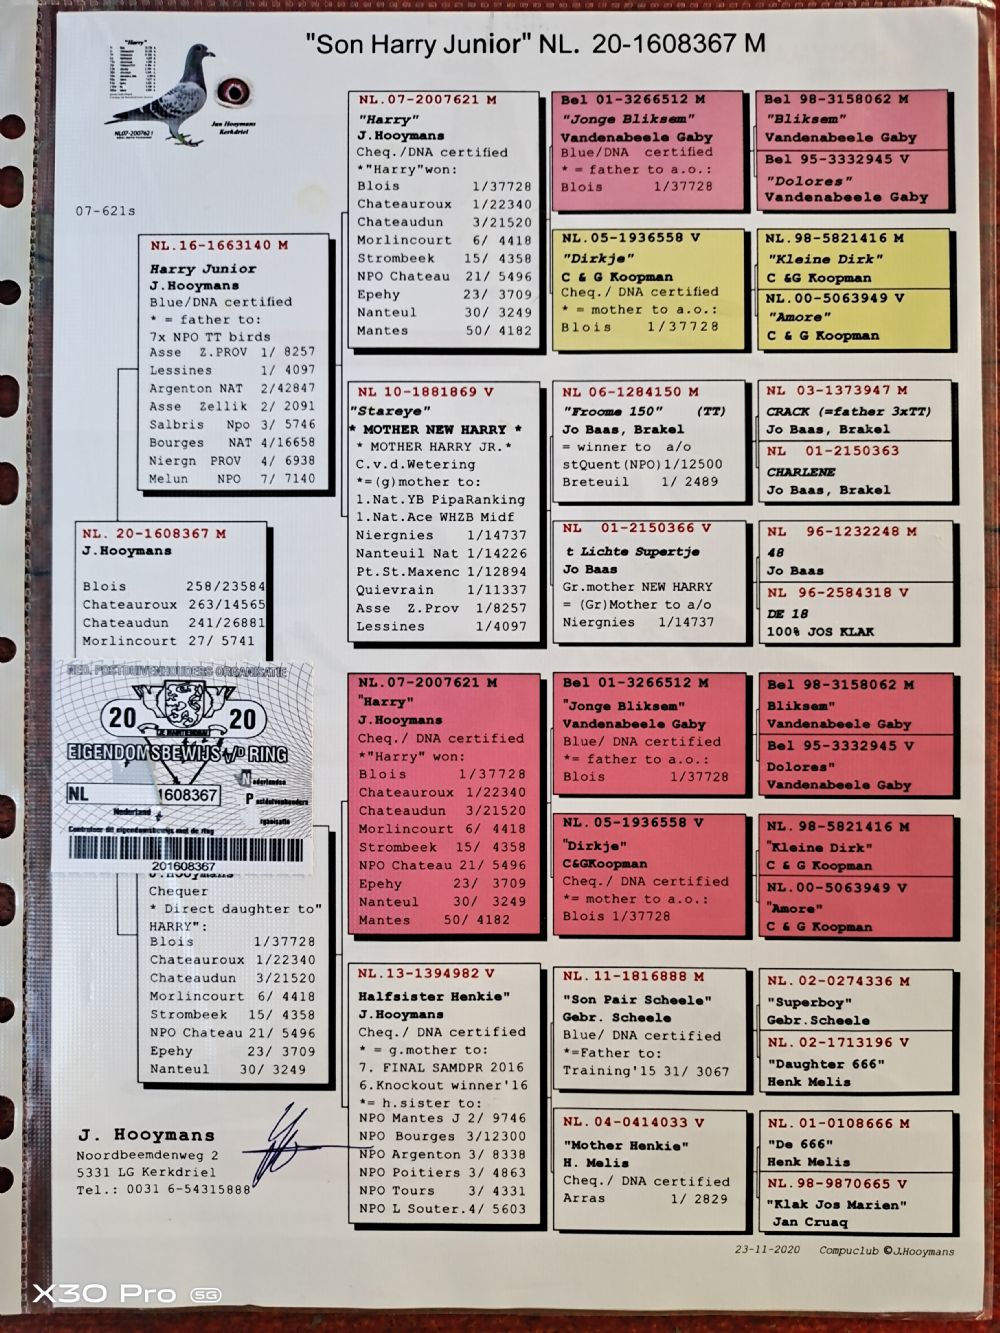 "Son Harry Junior" NL. 20-1608367 M
"Harry"
NL07-2007621
Jan Hooymans
Kerkdriel
07-621s
NL.16-1663140 M
Harry Junior
J.Hooymans
Blue/DNA certified
* = father to:
7x NPO TT birds
Asse Z.PROV 1/ 8257
Lessines 1/ 4097
Argenton NAT 2/42847
Asse Zellik 2/ 2091
Salbris Npo 3/ 5746
Bourges NAT 4/16658
Niergn PROV 4/ 6938
Melun NPO 7/ 7140
NL. 20-1608367 M
J.Hooymans
Blois 258/23584
Chateauroux 263/14565
Chateaudun 241/26881
Morlincourt 27/ 5741
NED. POSTDUIVENHOUDERS ORGANISATIE
20 20
EIGENDOMSBEWIJS v/d RING
NL 1608367
Nederland
Nederlandse
Postduivenhouders
Organisatie
Controleer dit eigendomsbewijs met de ring
201608367
J.Hooymans
Chequer
* Direct daughter to"
HARRY":
Blois 1/37728
Chateauroux 1/22340
Chateaudun 3/21520
Morlincourt 6/ 4418
Strombeek 15/ 4358
NPO Chateau 21/ 5496
Epehy 23/ 3709
Nanteul 30/ 3249
J. Hooymans
Noordbeemdenweg 2
5331 LG Kerkdriel
Tel.: 0031 6-54315888
NL.07-2007621 M
"Harry"
J.Hooymans
Cheq./DNA certified
*"Harry"won:
Blois 1/37728
Chateauroux 1/22340
Chateaudun 3/21520
Morlincourt 6/ 4418
Strombeek 15/ 4358
NPO Chateau 21/ 5496
Epehy 23/ 3709
Nanteul 30/ 3249
Mantes 50/ 4182
NL 10-1881869 V
"Stareye"
* MOTHER NEW HARRY *
* MOTHER HARRY JR.*
C.v.d.Wetering
*=(g)mother to:
1.Nat.YB PipaRanking
1.Nat.Ace WHZB Midf
Niergnies 1/14737
Nanteuil Nat 1/14226
Pt.St.Maxenc 1/12894
Quievrain 1/11337
Asse Z.Prov 1/8257
Lessines 1/4097
NL.07-2007621 M
"Harry"
J.Hooymans
Cheq./ DNA certified
*"Harry" won:
Blois 1/37728
Chateauroux 1/22340
Chateaudun 3/21520
Morlincourt 6/ 4418
Strombeek 15/ 4358
NPO Chateau 21/ 5496
Epehy 23/ 3709
Nanteul 30/ 3249
Mantes 50/ 4182
NL.13-1394982 V
Halfsister Henkie"
J.Hooymans
Cheq./ DNA certified
* = g.mother to:
7. FINAL SAMDPR 2016
6.Knockout winner'16
*= h.sister to:
NPO Mantes J 2/ 9746
NPO Bourges 3/12300
NPO Argenton 3/ 8338
NPO Poitiers 3/ 4863
NPO Tours 3/ 4331
NPO L Souter.4/ 5603
Bel 01-3266512 M
"Jonge Bliksem"
Vandenabeele Gaby
Blue/DNA certified
* = father to a.o.:
Blois 1/37728
NL.05-1936558 V
"Dirkje"
C & G Koopman
Cheq./ DNA certified
* = mother to a.o.:
Blois 1/37728
NL 06-1284150 M
"Froome 150" (TT)
Jo Baas, Brakel
= winner to a/o
stQuent(NPO)1/12500
Breteuil 1/ 2489
NL 01-2150366 V
t Lichte Supertje
Jo Baas
Gr.mother NEW HARRY
= (Gr)Mother to a/o
Niergnies 1/14737
Bel 01-3266512 M
"Jonge Bliksem"
Vandenabeele Gaby
Blue/ DNA certified
*= father to a.o.:
Blois 1/37728
NL.05-1936558 V
"Dirkje"
C&GKoopman
Cheq./ DNA certified
*= mother to a.o.:
Blois 1/37728
NL.11-1816888 M
"Son Pair Scheele"
Gebr. Scheele
Blue/ DNA certified
*=Father to:
Training'15 31/ 3067
NL. 04-0414033 V
"Mother Henkie"
H. Melis
Cheq./ DNA certified
Arras 1/ 2829
Bel 98-3158062 M
"Bliksem"
Vandenabeele Gaby
Bel 95-3332945 V
"Dolores"
Vandenabeele Gaby
NL.98-5821416 M
"Kleine Dirk"
C &G Koopman
NL.00-5063949 V
"Amore"
C & G Koopman
NL 03-1373947 M
CRACK (=father 3xTT)
Jo Baas, Brakel
NL 01-2150363
CHARLENE
Jo Baas, Brakel
NL 96-1232248 M
48
Jo Baas
NL 96-2584318 V
DE 18
100% JOS KLAK
Bel 98-3158062 M
Bliksem"
Vandenabeele Gaby
Bel 95-3332945 V
Dolores"
Vandenabeele Gaby
NL. 98-5821416 M
"Kleine Dirk"
C & G Koopman
NL.00-5063949 V
"Amore"
C & G Koopman
NL. 02-0274336 M
"Superboy"
Gebr.Scheele
NL. 02-1713196 V
"Daughter 666"
Henk Melis
NL. 01-0108666 M
"De 666"
Henk Melis
NL.98-9870665 V
"Klak Jos Marien"
Jan Cruaq
23-11-2020 Compuclub ©J.Hooymans
X30 Pro 5G